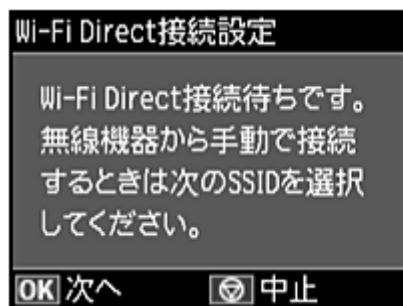 Wi-Fi Direct接続設定
Wi-Fi Direct接続待ちです。
無線機器から手動で接続
するときは次のSSIDを選択
してください。
OK 次へ 中止